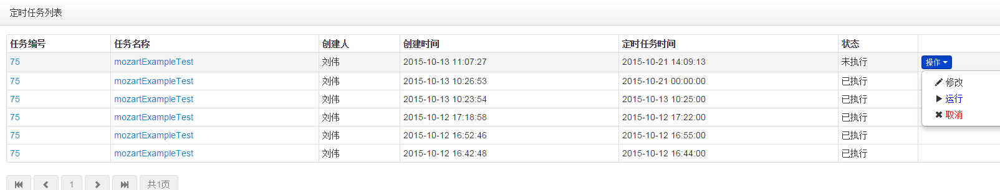 定时任务列表
任务编号 任务名称 创建人 创建时间 定时任务时间 状态
75 mozartExampleTest 刘伟 2015-10-13 11:07:27 2015-10-21 14:09:13 未执行 操作
75 mozartExampleTest 刘伟 2015-10-13 10:26:53 2015-10-21 00:00:00 已执行
修改
75 mozartExampleTest 刘伟 2015-10-13 10:23:54 2015-10-13 10:25:00 已执行
运行
75 mozartExampleTest 刘伟 2015-10-12 17:18:58 2015-10-12 17:22:00 已执行
取消
75 mozartExampleTest 刘伟 2015-10-12 16:52:46 2015-10-12 16:55:00 已执行
75 mozartExampleTest 刘伟 2015-10-12 16:42:48 2015-10-12 16:44:00 已执行
1 共1页